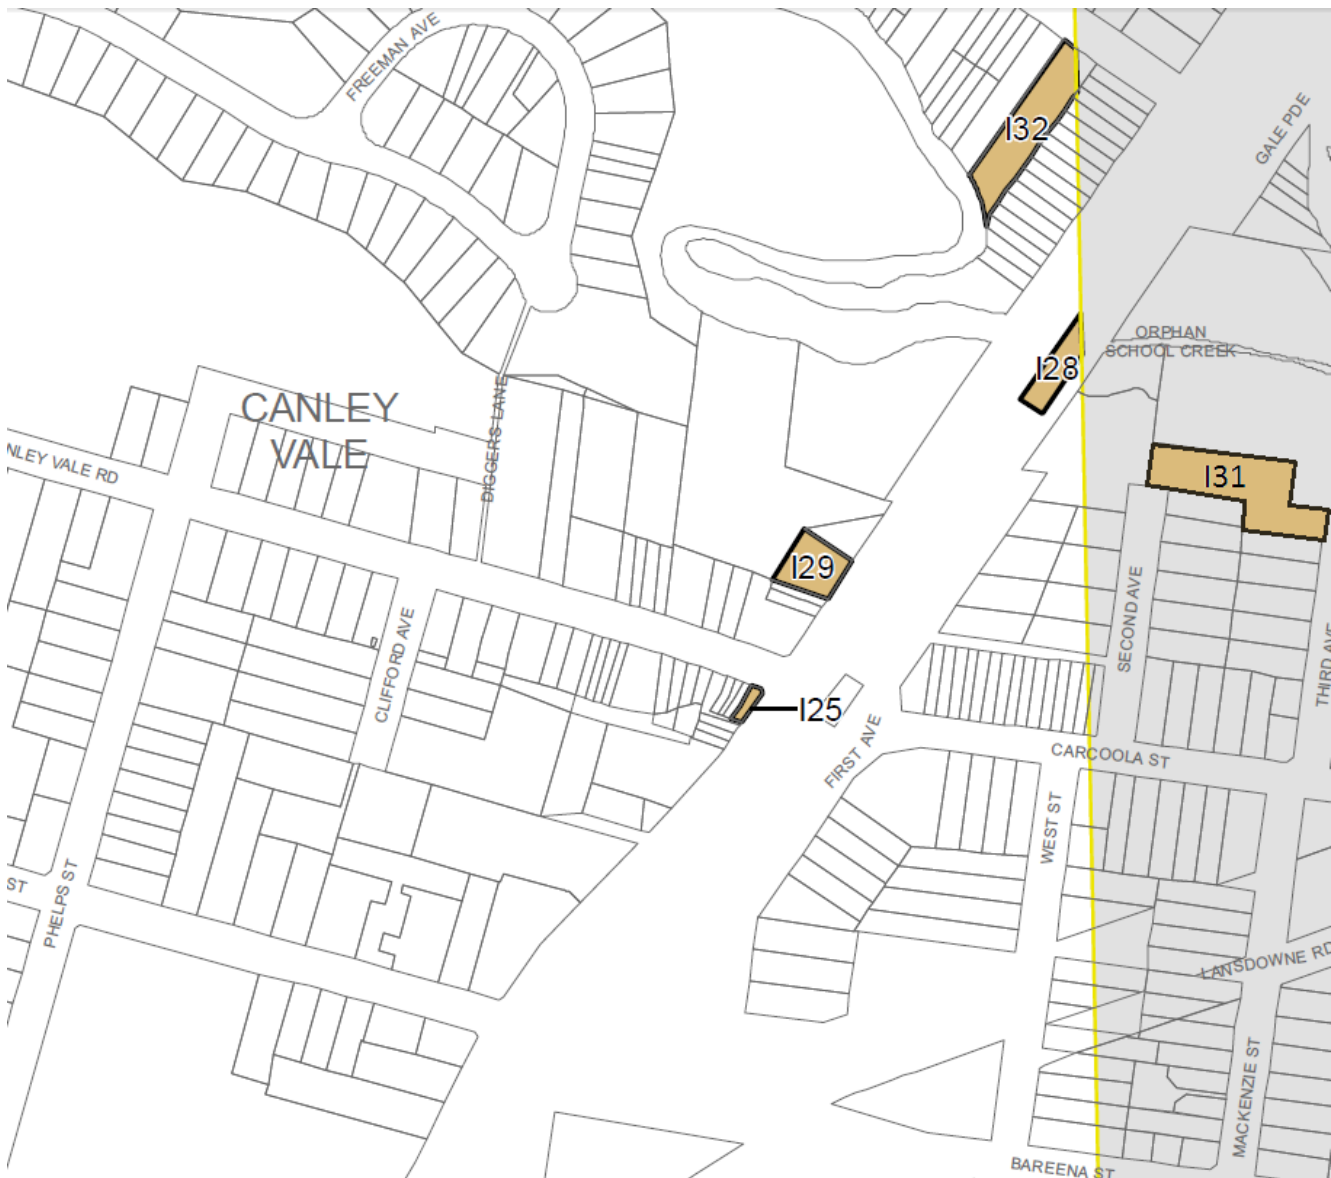 FREEMAN AVE
I32
GALE PDE
ORPHAN
SCHOOL CREEK
I28
CANLEY
VALE
DIGGERS LANE
NLEY VALE RD
I31
I29
SECOND AVE
THIRD AVE
CLIFFORD AVE
I25
FIRST AVE
CARCOOLA ST
WEST ST
PHELPS ST
ST
LANSDOWNE RD
MACKENZIE ST
BAREENA ST